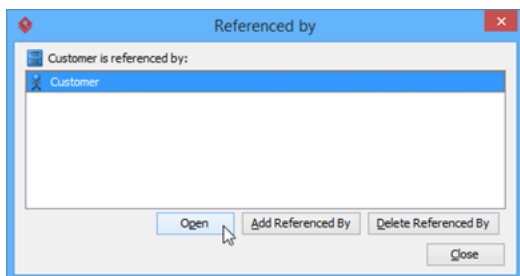 Referenced by
Customer is referenced by:
Customer
Open Add Referenced By Delete Referenced By
Close